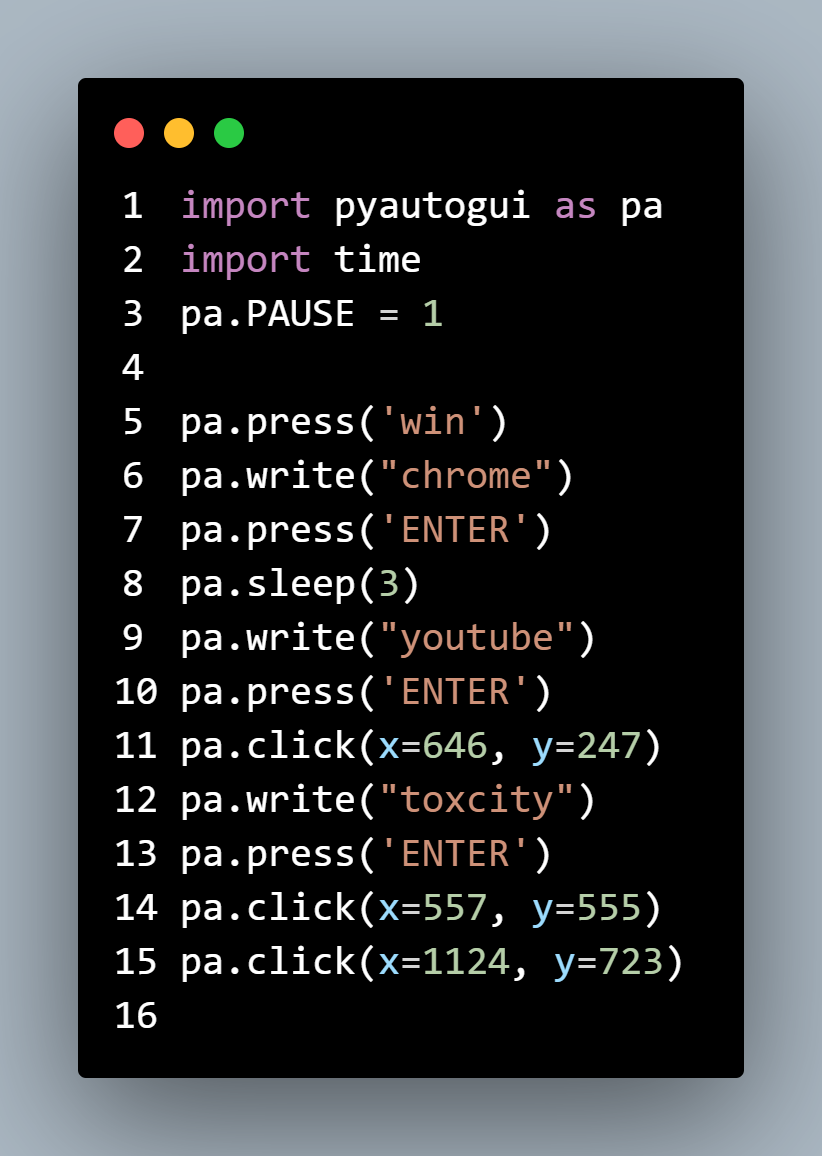 1 import pyautogui as pa
2 import time
3 pa.PAUSE = 1
4
5 pa.press('win')
6 pa.write("chrome")
7 pa.press('ENTER')
8 pa.sleep(3)
9 pa.write("youtube")
10 pa.press('ENTER')
11 pa.click(x=646, y=247)
12 pa.write("toxcity")
13 pa.press('ENTER')
14 pa.click(x=557, y=555)
15 pa.click(x=1124, y=723)
16